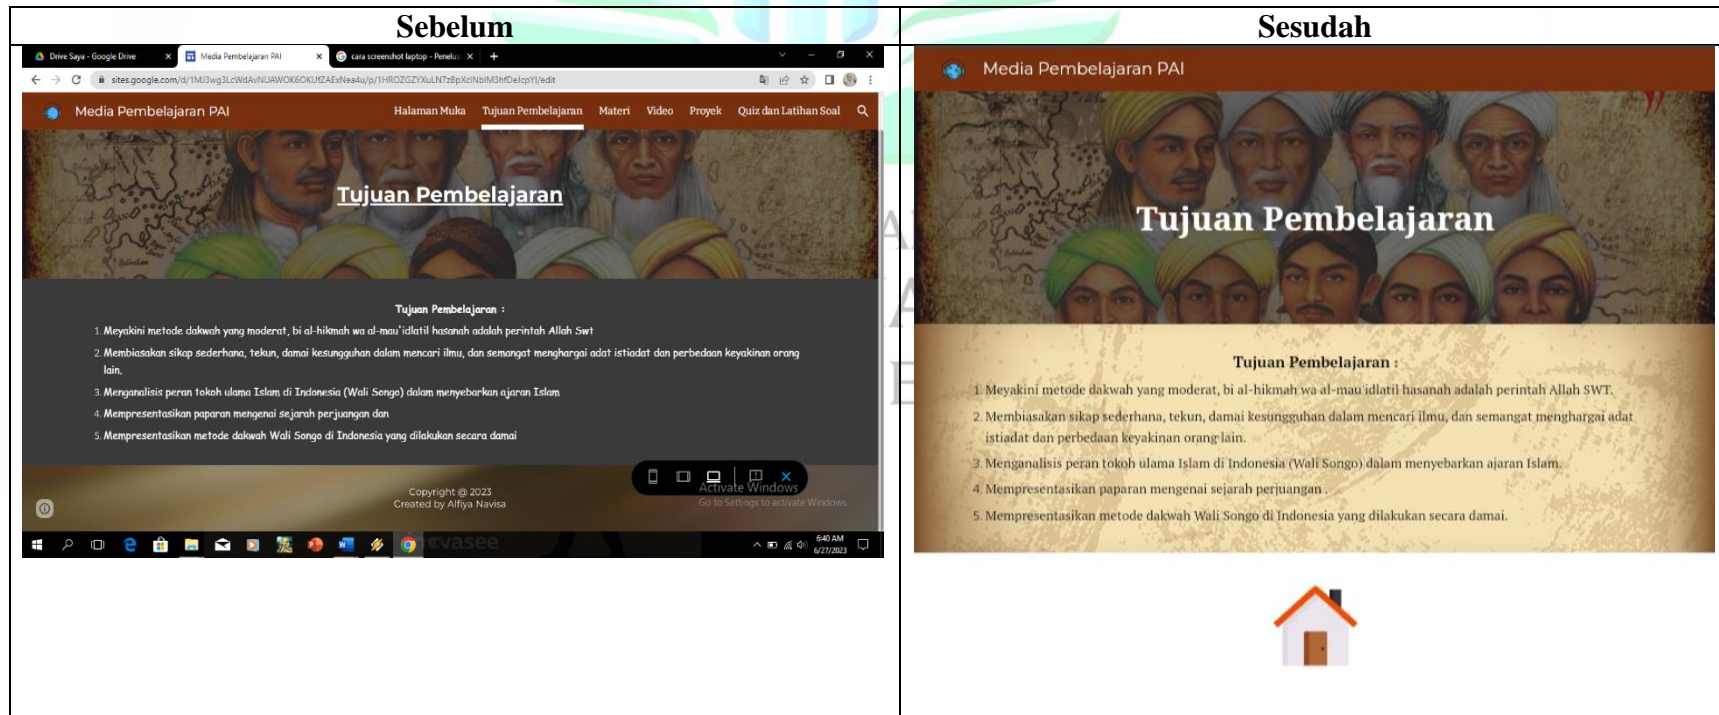 Sebelum
Drive Saya - Google Drive
Media Pembelajaran PAI
cara screenshot laptop - Penelus
Media Pembelajaran PAI
Halaman Muka Tujuan Pembelajaran Materi Video Proyek Quiz dan Latihan Soal
Tujuan Pembelajaran
Tujuan Pembelajaran :
1. Meyakini metode dakwah yang moderat, bi al-hikmah wa al-mau'idlatil hasanah adalah perintah Allah Swt
2. Membiasakan sikap sederhana, tekun, damai kesungguhan dalam mencari ilmu, dan semangat menghargai adat istiadat dan perbedaan keyakinan orang
lain.
3. Menganalisis peran tokoh ulama Islam di Indonesia (Wali Songo) dalam menyebarkan ajaran Islam
4. Mempresentasikan paparan mengenai sejarah perjuangan dan
5. Mempresentasikan metode dakwah Wali Songo di Indonesia yang dilakukan secara damai
Copyright @ 2023
Created by Alfiya Navisa
Activate Windows
Go to Settings to activate Windows.
6:40 AM
6/27/2023
Sesudah
Media Pembelajaran PAI
Tujuan Pembelajaran
Tujuan Pembelajaran :
1. Meyakini metode dakwah yang moderat, bi al-hikmah wa al-mau'idlatil hasanah adalah perintah Allah SWT.
2. Membiasakan sikap sederhana, tekun, damai kesungguhan dalam mencari ilmu, dan semangat menghargai adat
istiadat dan perbedaan keyakinan orang lain.
3. Menganalisis peran tokoh ulama Islam di Indonesia (Wali Songo) dalam menyebarkan ajaran Islam.
4. Mempresentasikan paparan mengenai sejarah perjuangan .
5. Mempresentasikan metode dakwah Wali Songo di Indonesia yang dilakukan secara damai.